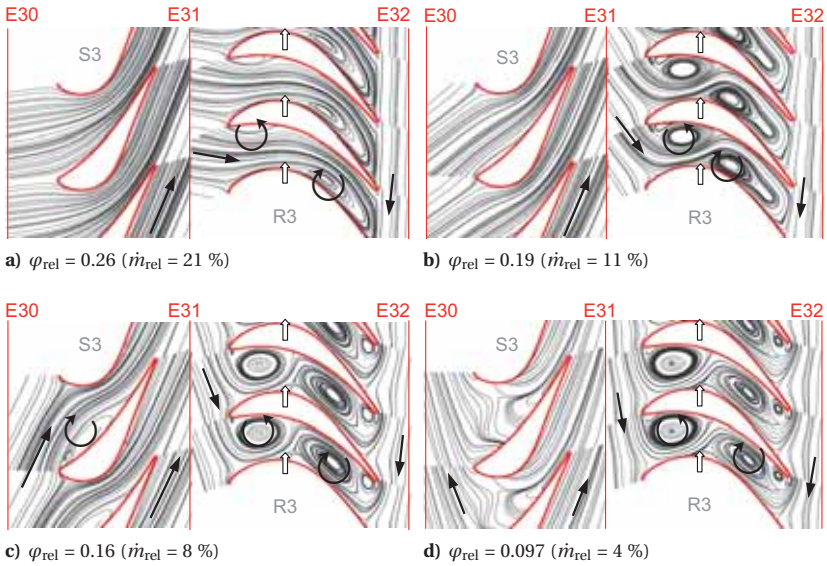 E30 E31 E32
S3
R3
a) φrel = 0.26 (ṁrel = 21 %)
E30 E31 E32
S3
R3
b) φrel = 0.19 (ṁrel = 11 %)
E30 E31 E32
S3
R3
c) φrel = 0.16 (ṁrel = 8 %)
E30 E31 E32
S3
R3
d) φrel = 0.097 (ṁrel = 4 %)